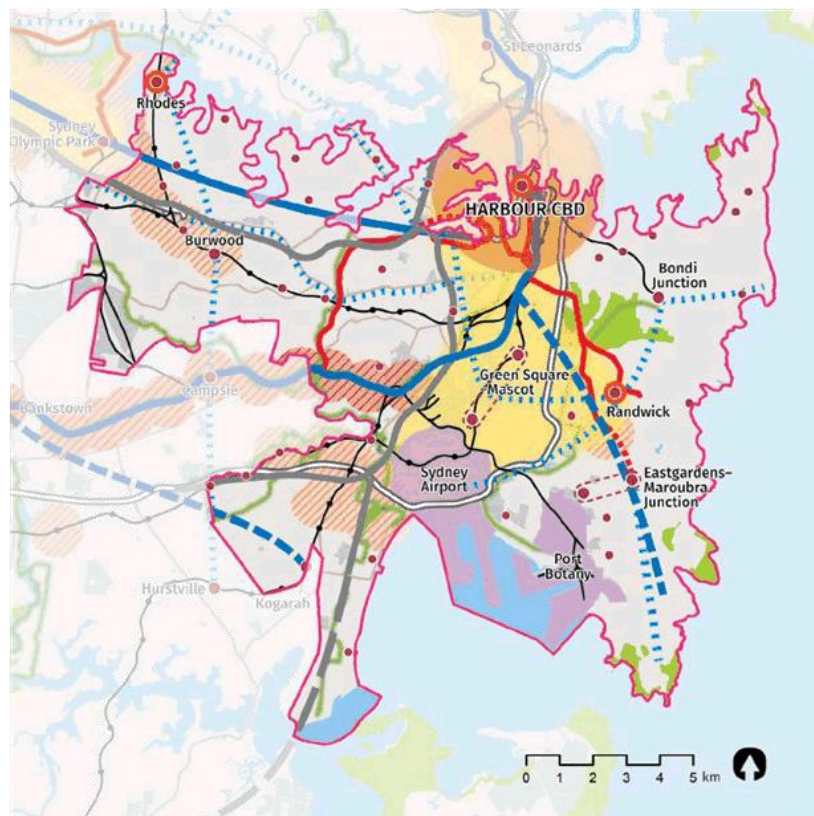 St Leonards
Rhodes
Sydney
Olympic Park
HARBOUR CBD
Burwood
Bondi
Junction
Green Square
-Mascot
Campsie
Bankstown
Randwick
Sydney
Airport
Eastgardens–
Maroubra
Junction
Port
Botany
Hurstville
Kogarah
0 1 2 3 4 5 km